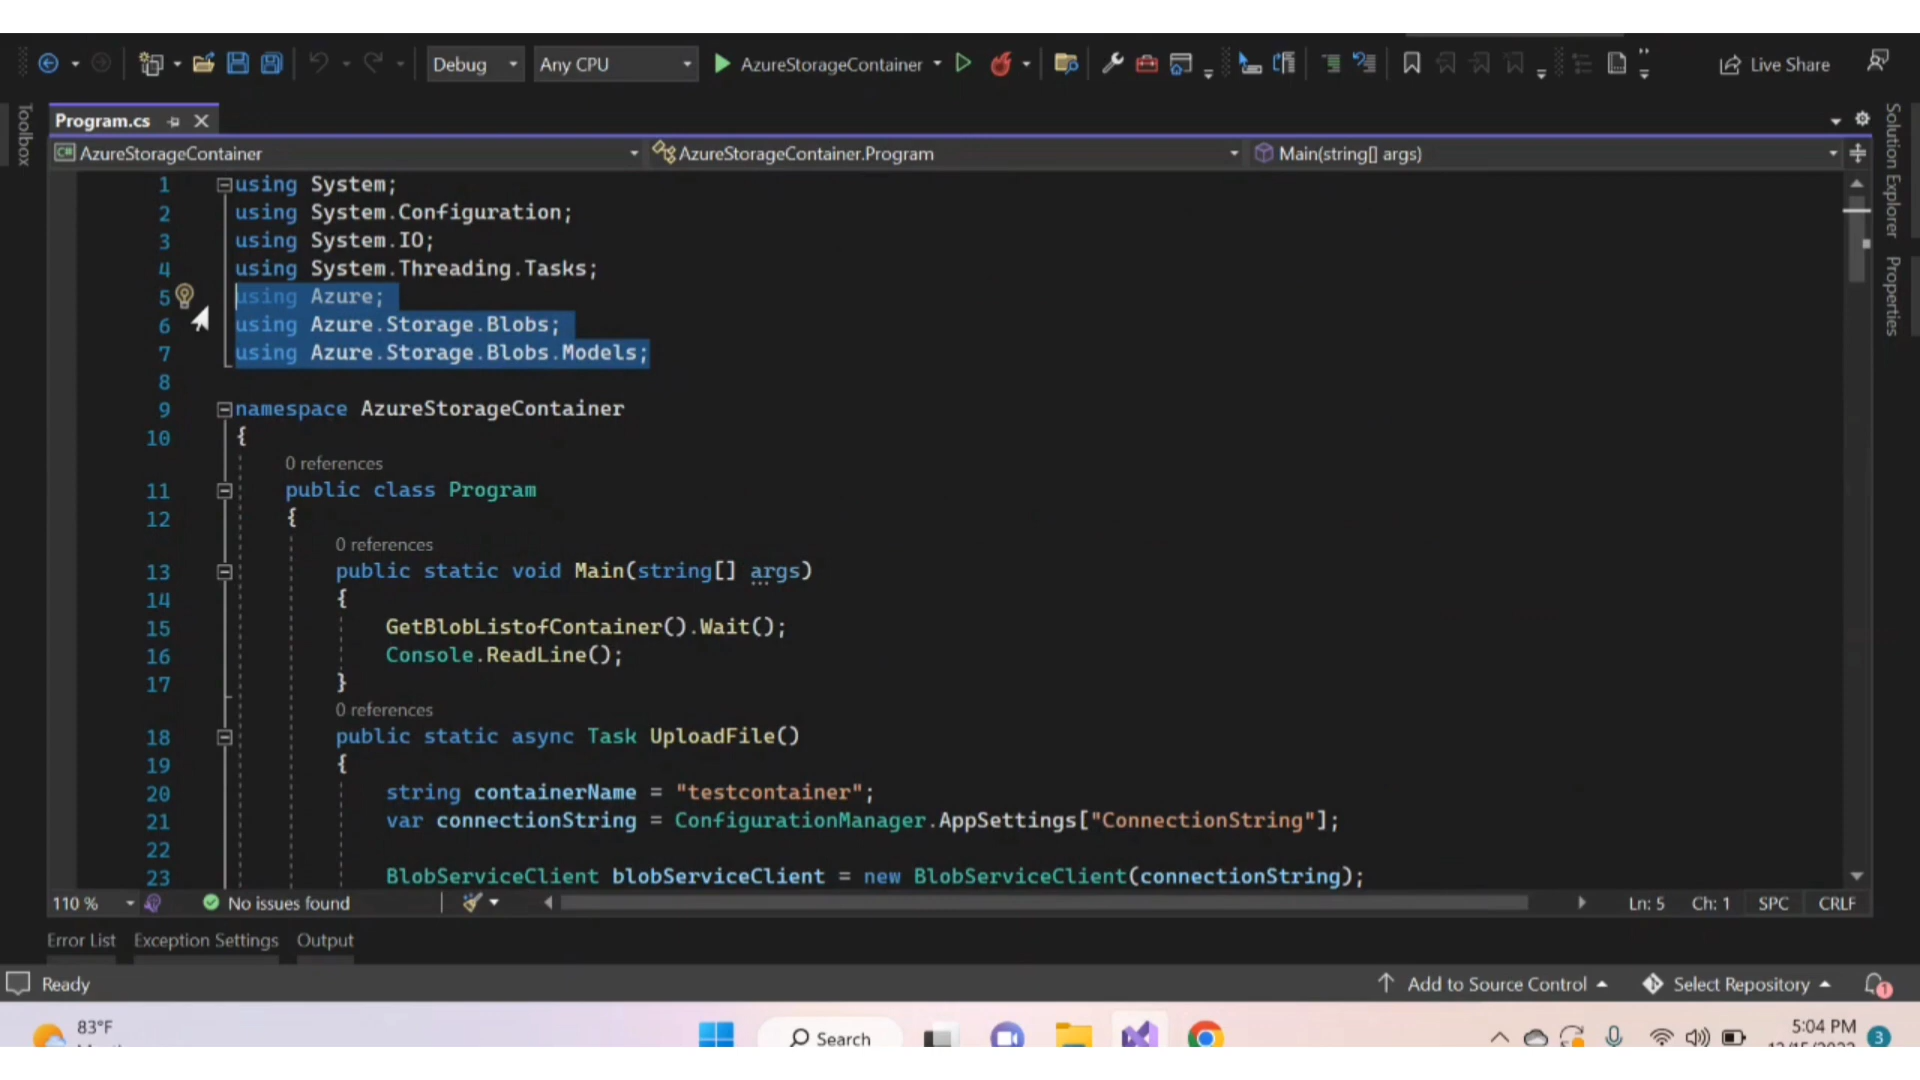 Debug
Any CPU
AzureStorageContainer
Live Share
Toolbox
Program.cs
AzureStorageContainer
AzureStorageContainer.Program
Main(string[] args)
Solution Explorer
Properties
1 using System;
2 using System.Configuration;
3 using System.IO;
4 using System.Threading.Tasks;
5 using Azure;
6 using Azure.Storage.Blobs;
7 using Azure.Storage.Blobs.Models;
8
9 namespace AzureStorageContainer
10 {
0 references
11 public class Program
12 {
0 references
13 public static void Main(string[] args)
14 {
15 GetBlobListofContainer().Wait();
16 Console.ReadLine();
17 }
0 references
18 public static async Task UploadFile()
19 {
20 string containerName = "testcontainer";
21 var connectionString = ConfigurationManager.AppSettings["ConnectionString"];
22
23 BlobServiceClient blobServiceClient = new BlobServiceClient(connectionString);
110 %
No issues found
Ln: 5
Ch: 1
SPC
CRLF
Error List
Exception Settings
Output
Ready
Add to Source Control
Select Repository
1
83°F
Search
5:04 PM
3